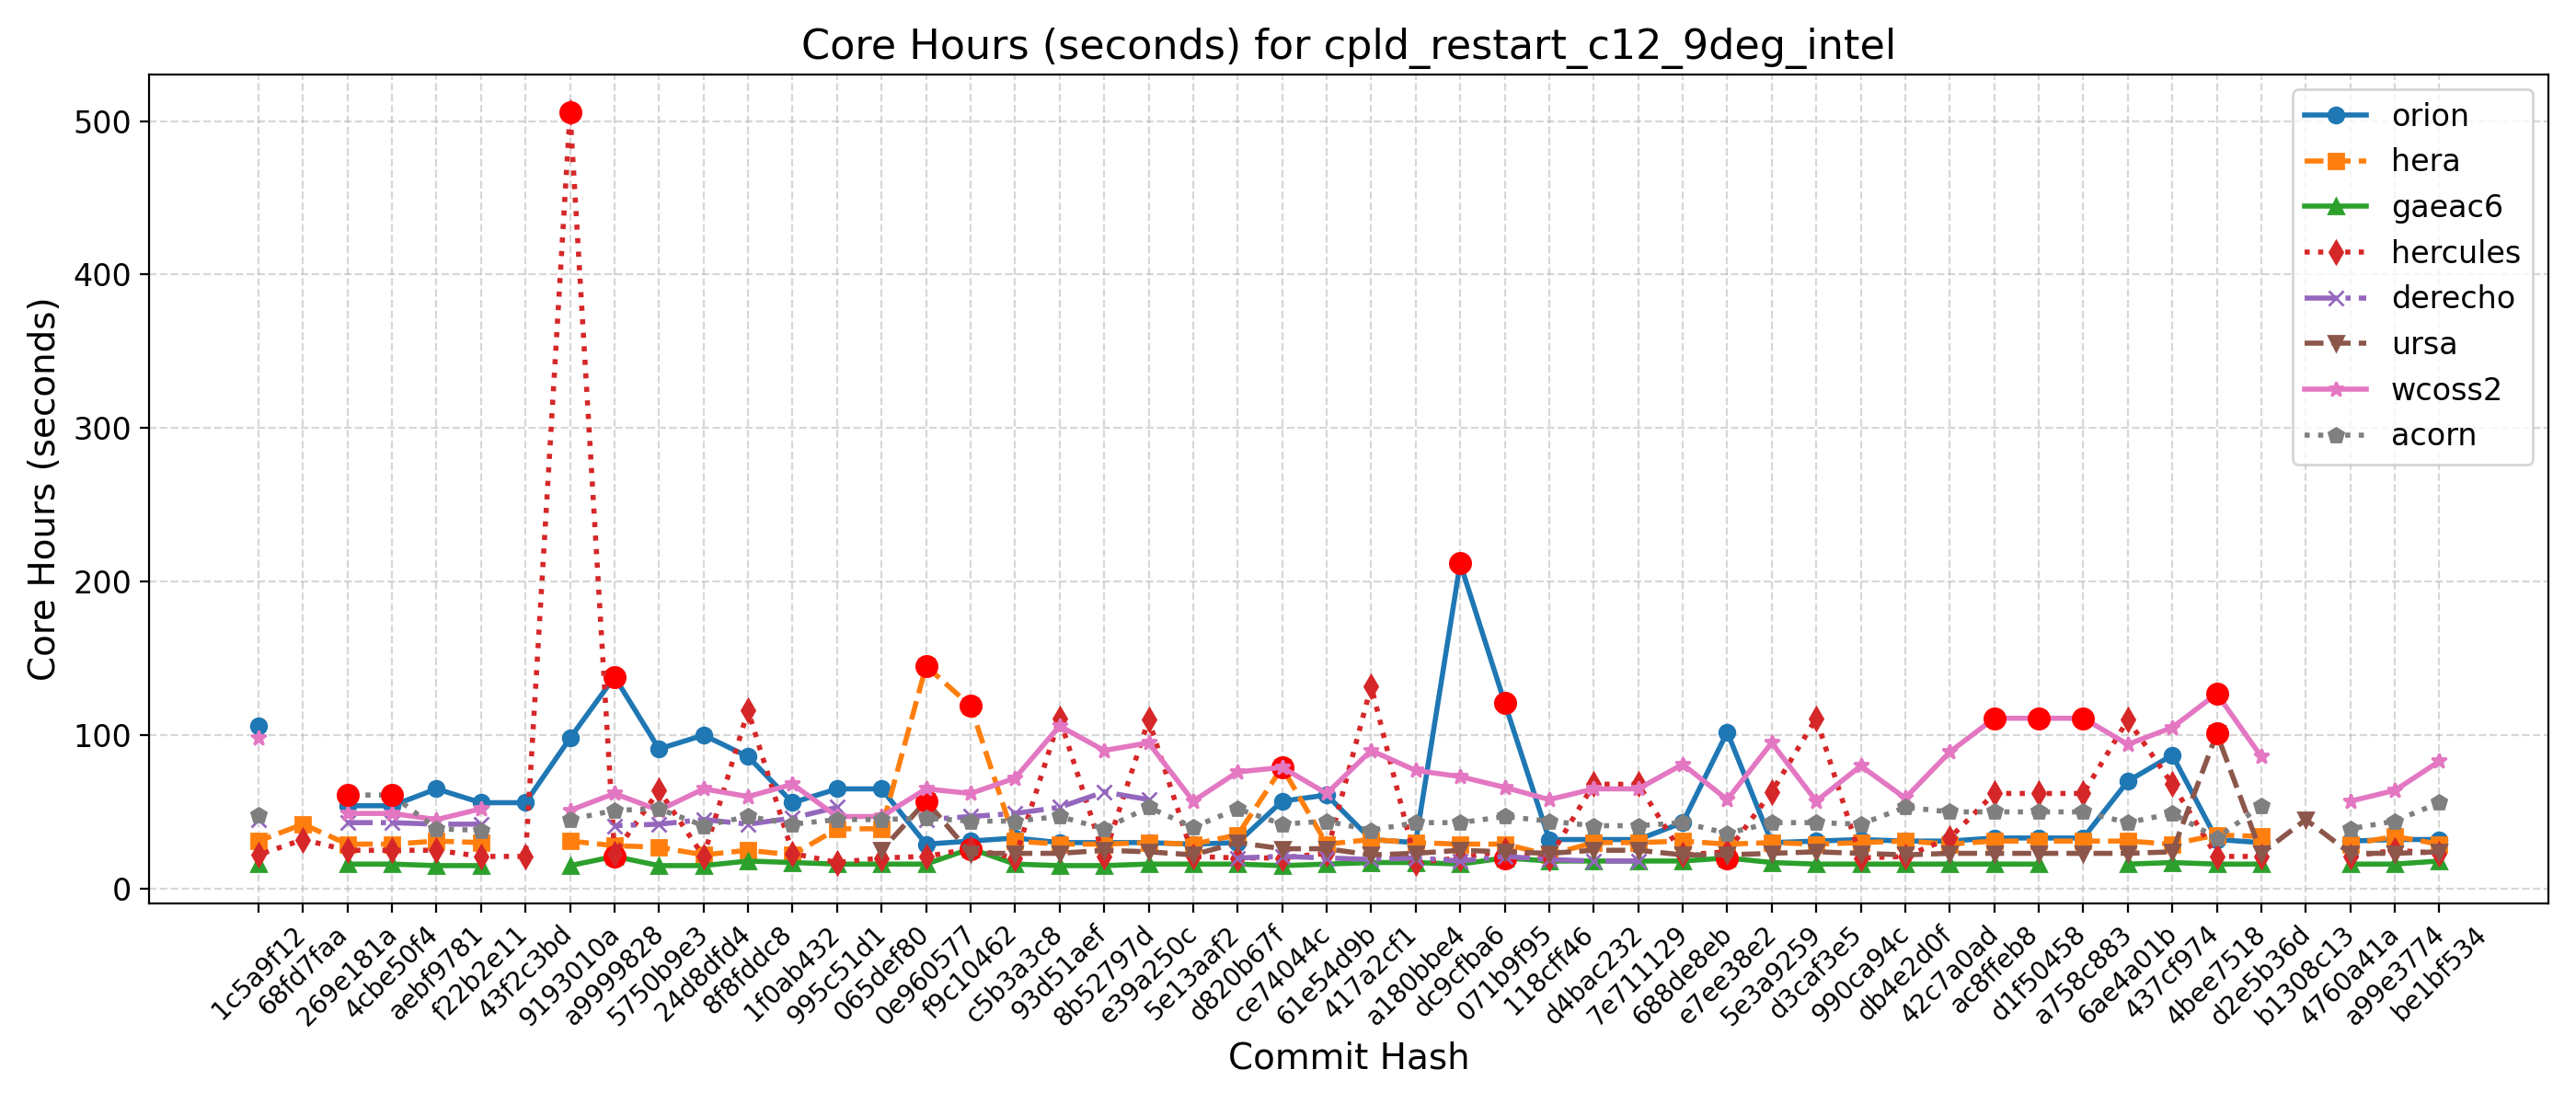 Core Hours (seconds) for cpld_restart_c12_9deg_intel
Core Hours (seconds)
500
400
300
200
100
0
orion
hera
gaeac6
hercules
derecho
ursa
wcoss2
acorn
1c5a9f12
68fd7faa
269e181a
4cbe50f4
aebf9781
f22b2e11
43f2c3bd
9193010a
a9999828
5750b9e3
24d8dfd4
8f8fddc8
1f0ab432
995c51d1
065def80
0e960577
f9c10462
c5b3a3c8
93d51aef
8b52797d
e39a250c
5e13aaf2
d820b67f
ce74044c
61e54d9b
417a2cf1
a180bbe4
dc9cfba6
071b9f95
118cff46
d4bac232
7e711129
688de8eb
e7ee38e2
5e3a9259
d3caf3e5
990ca94c
db4e2d0f
42c7a0ad
ac8ffeb8
d1f50458
a758c883
6ae4a01b
437cf974
4bee7518
d2e5b36d
b1308c13
4760a41a
a99e3774
be1bf534
Commit Hash